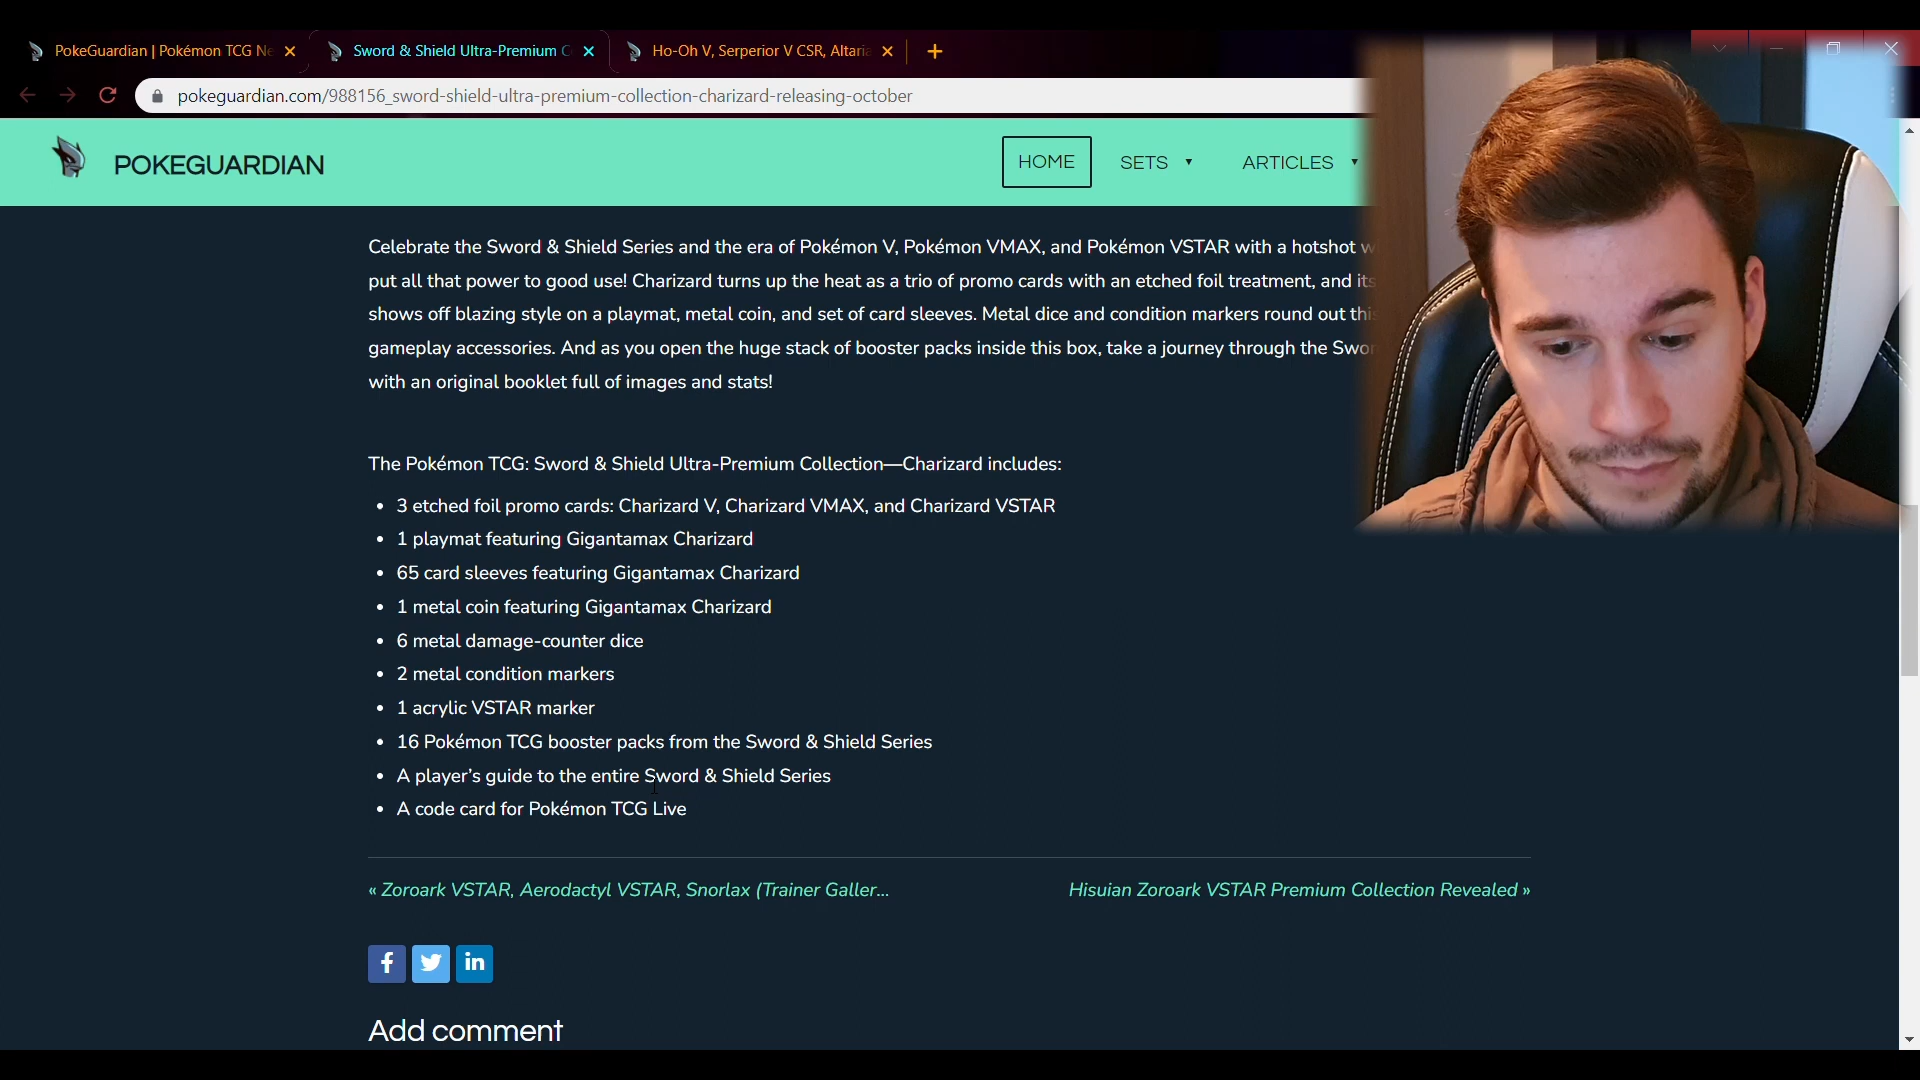 PokeGuardian | Pokémon TCG Ne
Sword & Shield Ultra-Premium C
Ho-Oh V, Serperior V CSR, Altaria
pokeguardian.com/988156_sword-shield-ultra-premium-collection-charizard-releasing-october
POKEGUARDIAN
HOME
SETS
ARTICLES
Celebrate the Sword & Shield Series and the era of Pokémon V, Pokémon VMAX, and Pokémon VSTAR with a hotshot
put all that power to good use! Charizard turns up the heat as a trio of promo cards with an etched foil treatment, and its
shows off blazing style on a playmat, metal coin, and set of card sleeves. Metal dice and condition markers round out this
gameplay accessories. And as you open the huge stack of booster packs inside this box, take a journey through the
with an original booklet full of images and stats!
The Pokémon TCG: Sword & Shield Ultra-Premium Collection—Charizard includes:
• 3 etched foil promo cards: Charizard V, Charizard VMAX, and Charizard VSTAR
• 1 playmat featuring Gigantamax Charizard
• 65 card sleeves featuring Gigantamax Charizard
• 1 metal coin featuring Gigantamax Charizard
• 6 metal damage-counter dice
• 2 metal condition markers
• 1 acrylic VSTAR marker
• 16 Pokémon TCG booster packs from the Sword & Shield Series
• A player's guide to the entire Sword & Shield Series
• A code card for Pokémon TCG Live
« Zoroark VSTAR, Aerodactyl VSTAR, Snorlax (Trainer Galler...
Hisuian Zoroark VSTAR Premium Collection Revealed »
f
in
Add comment